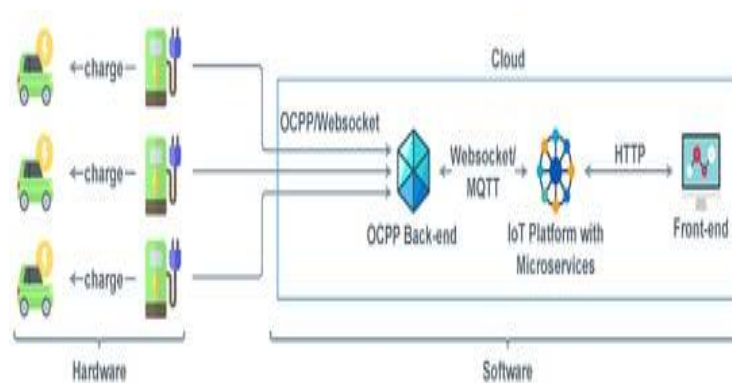 Cloud
charge
OCPP/Websocket
charge
Websocket/
MQTT
HTTP
OCPP Back-end
IoT Platform with
Microservices
Front-end
charge
Hardware
Software